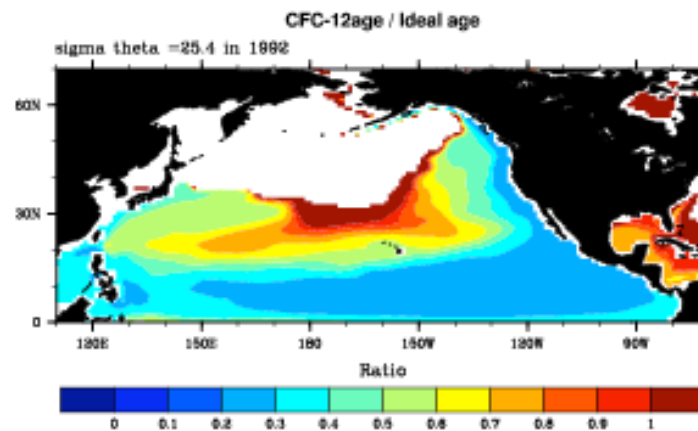 CFC-12age / Ideal age
sigma theta =25.4 in 1992
60N
30N
0
120E 150E 180 150W 120W 90W
Ratio
0 0.1 0.2 0.3 0.4 0.5 0.6 0.7 0.8 0.9 1